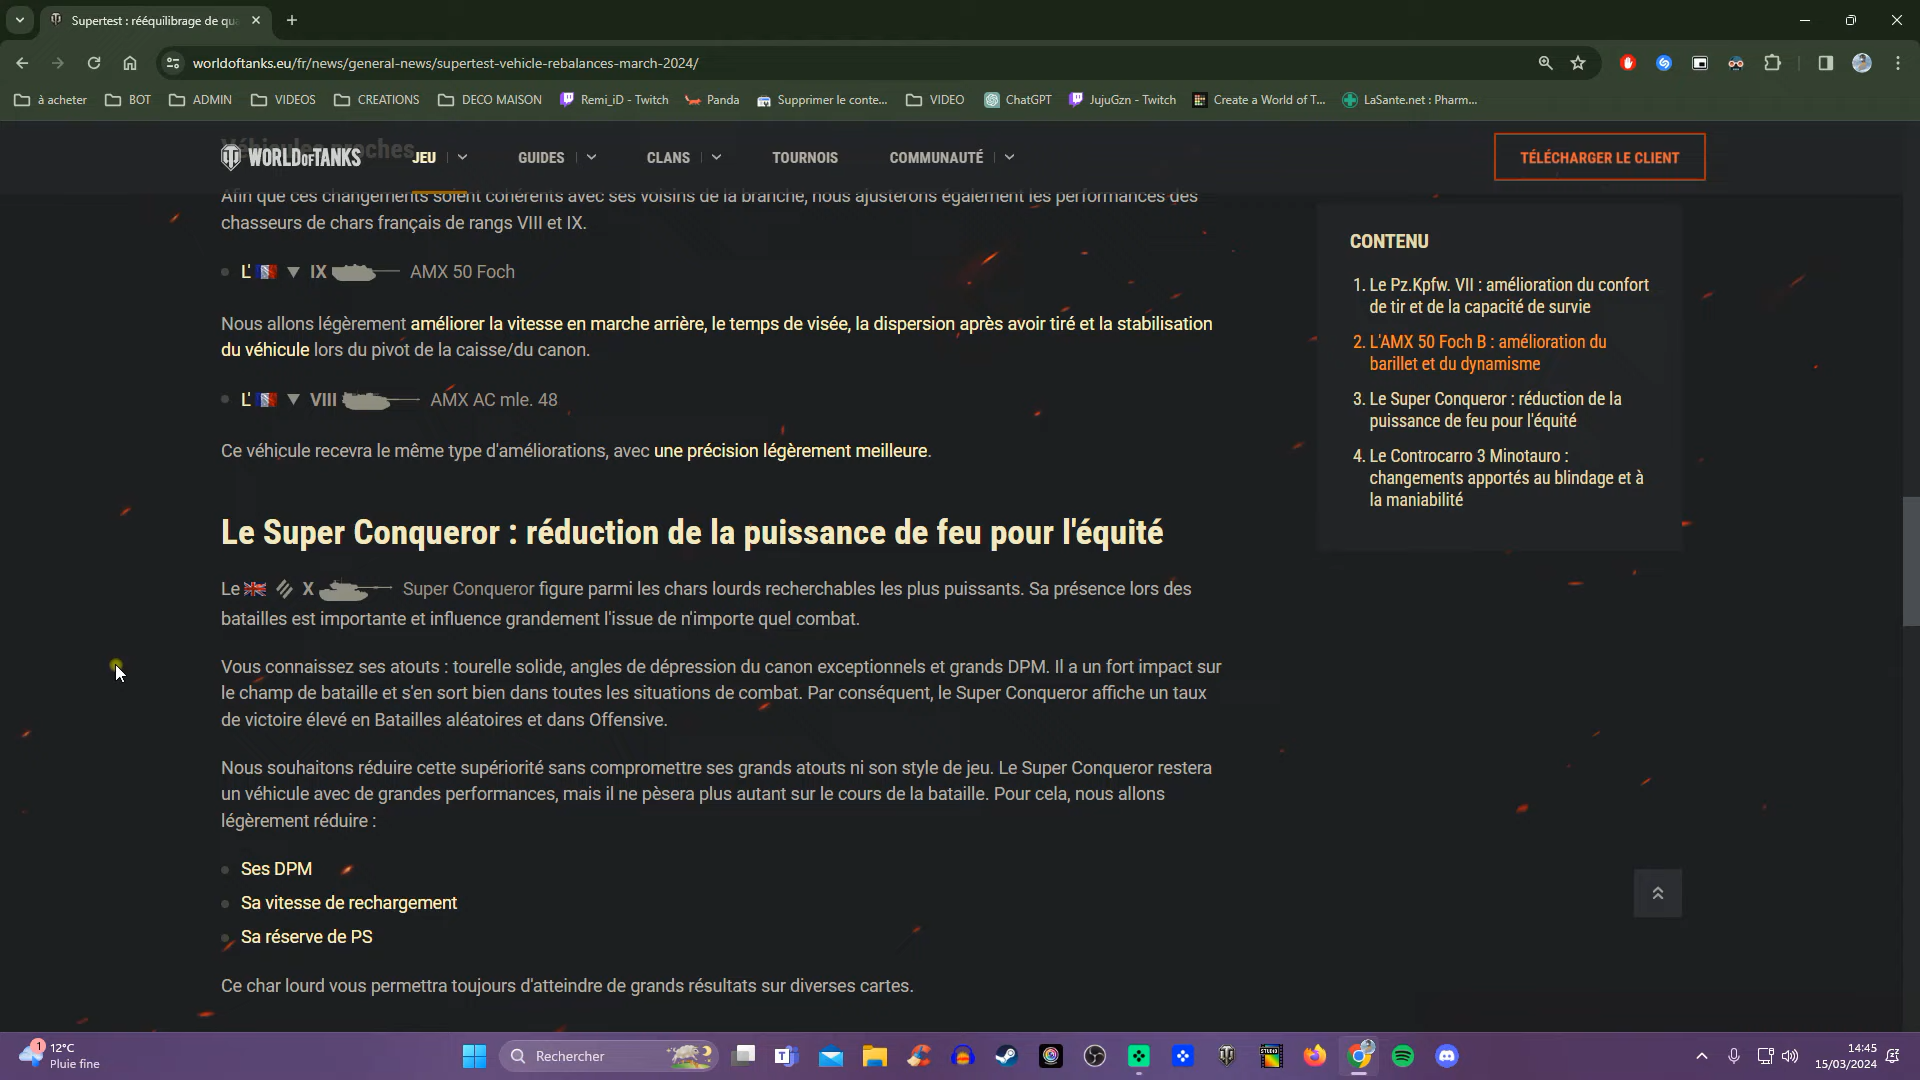 Supertest : rééquilibrage de qua
worldoftanks.eu/fr/news/general-news/supertest-vehicle-rebalances-march-2024/
à acheter
BOT
ADMIN
VIDEOS
CREATIONS
DECO MAISON
Remi_iD - Twitch
Panda
Supprimer le conte...
VIDEO
ChatGPT
JujuGzn - Twitch
Create a World of T...
LaSante.net : Pharm...
Véhicules proches
WORLD OF TANKS
JEU
GUIDES
CLANS
TOURNOIS
COMMUNAUTÉ
TÉLÉCHARGER LE CLIENT
Afin que ces changements soient cohérents avec ses voisins de la branche, nous ajusterons également les performances des
chasseurs de chars français de rangs VIII et IX.
L' IX AMX 50 Foch
Nous allons légèrement améliorer la vitesse en marche arrière, le temps de visée, la dispersion après avoir tiré et la stabilisation
du véhicule lors du pivot de la caisse/du canon.
L' VIII AMX AC mle. 48
Ce véhicule recevra le même type d'améliorations, avec une précision légèrement meilleure.
Le Super Conqueror : réduction de la puissance de feu pour l'équité
Le X Super Conqueror figure parmi les chars lourds recherchables les plus puissants. Sa présence lors des
batailles est importante et influence grandement l'issue de n'importe quel combat.
Vous connaissez ses atouts : tourelle solide, angles de dépression du canon exceptionnels et grands DPM. Il a un fort impact sur
le champ de bataille et s'en sort bien dans toutes les situations de combat. Par conséquent, le Super Conqueror affiche un taux
de victoire élevé en Batailles aléatoires et dans Offensive.
Nous souhaitons réduire cette supériorité sans compromettre ses grands atouts ni son style de jeu. Le Super Conqueror restera
un véhicule avec de grandes performances, mais il ne pèsera plus autant sur le cours de la bataille. Pour cela, nous allons
légèrement réduire :
Ses DPM
Sa vitesse de rechargement
Sa réserve de PS
Ce char lourd vous permettra toujours d'atteindre de grands résultats sur diverses cartes.
CONTENU
1. Le Pz.Kpfw. VII : amélioration du confort
de tir et de la capacité de survie
2. L'AMX 50 Foch B : amélioration du
barillet et du dynamisme
3. Le Super Conqueror : réduction de la
puissance de feu pour l'équité
4. Le Controcarro 3 Minotauro :
changements apportés au blindage et à
la maniabilité
1
12°C
Pluie fine
Rechercher
STUDIO
14:45
15/03/2024